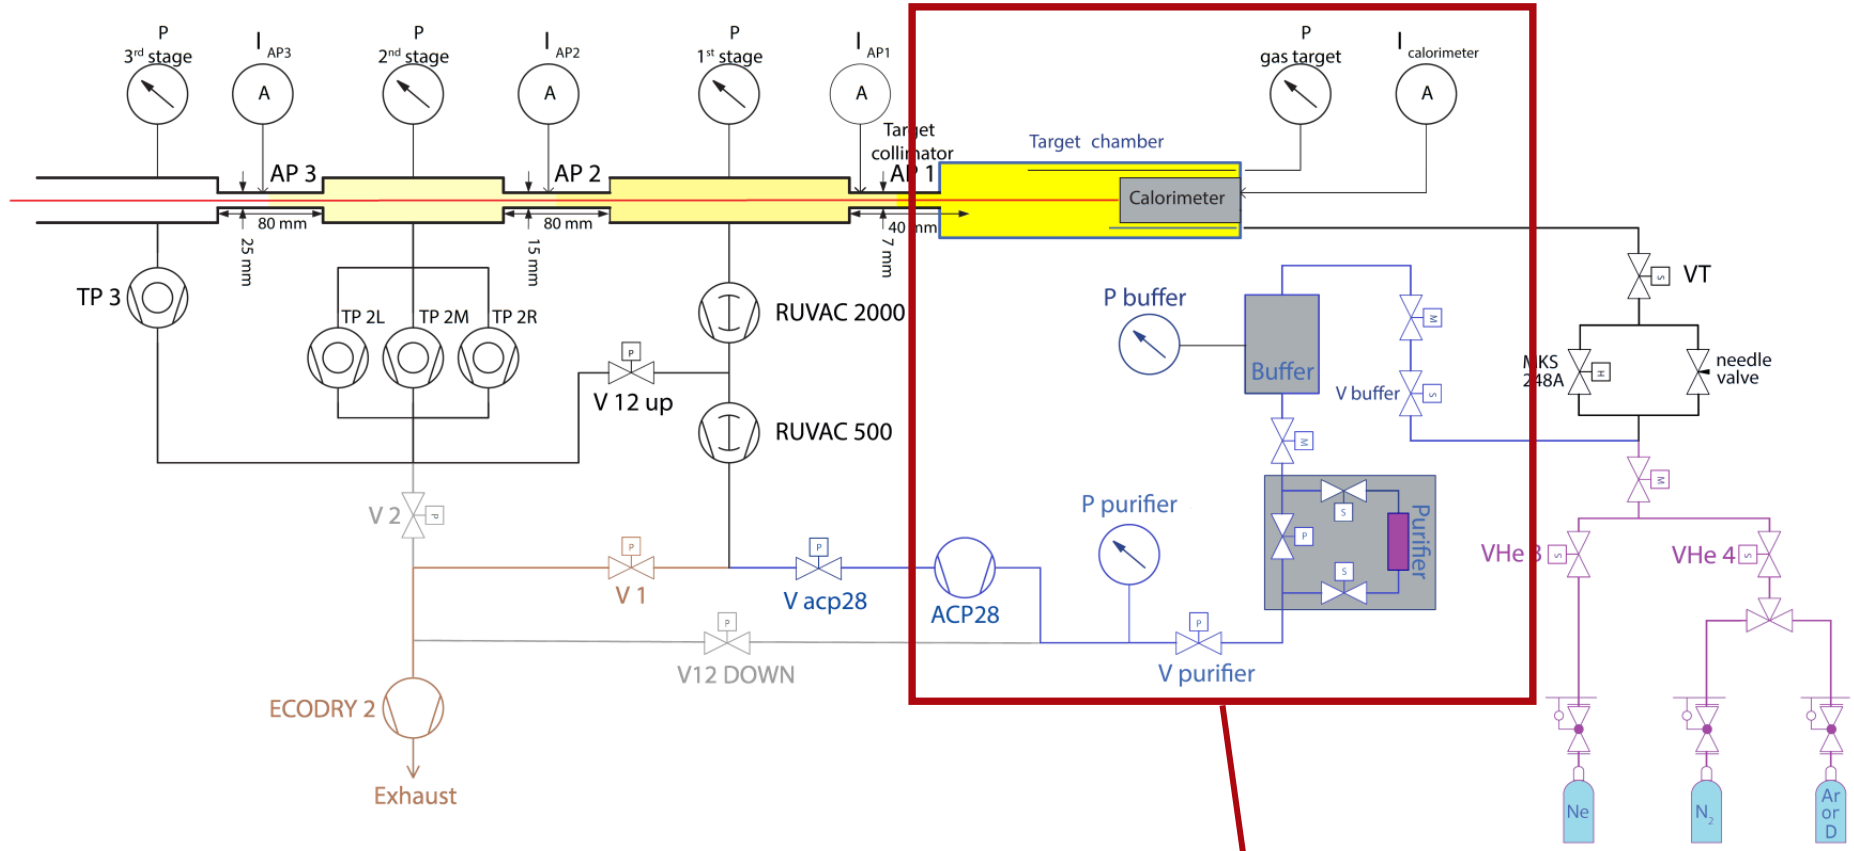 P
3rd stage
I AP3
P
2nd stage
I AP2
P
1st stage
I AP1
P
gas target
I calorimeter
A
A
A
A
Target
collimator
Target chamber
AP 3
AP 2
AP 1
Calorimeter
80 mm
80 mm
40 mm
25 mm
15 mm
7 mm
TP 3
TP 2L
TP 2M
TP 2R
RUVAC 2000
P buffer
Buffer
M
S
VT
MKS
248A
H
needle
valve
P
V 12 up
V buffer
S
RUVAC 500
M
M
V 2
P
P purifier
S
P
Purifier
S
P
V 1
P
V acp28
ACP28
VHe 3
S
VHe 4
S
P
V12 DOWN
P
V purifier
ECODRY 2
Exhaust
Ne
N2
Ar
or
D